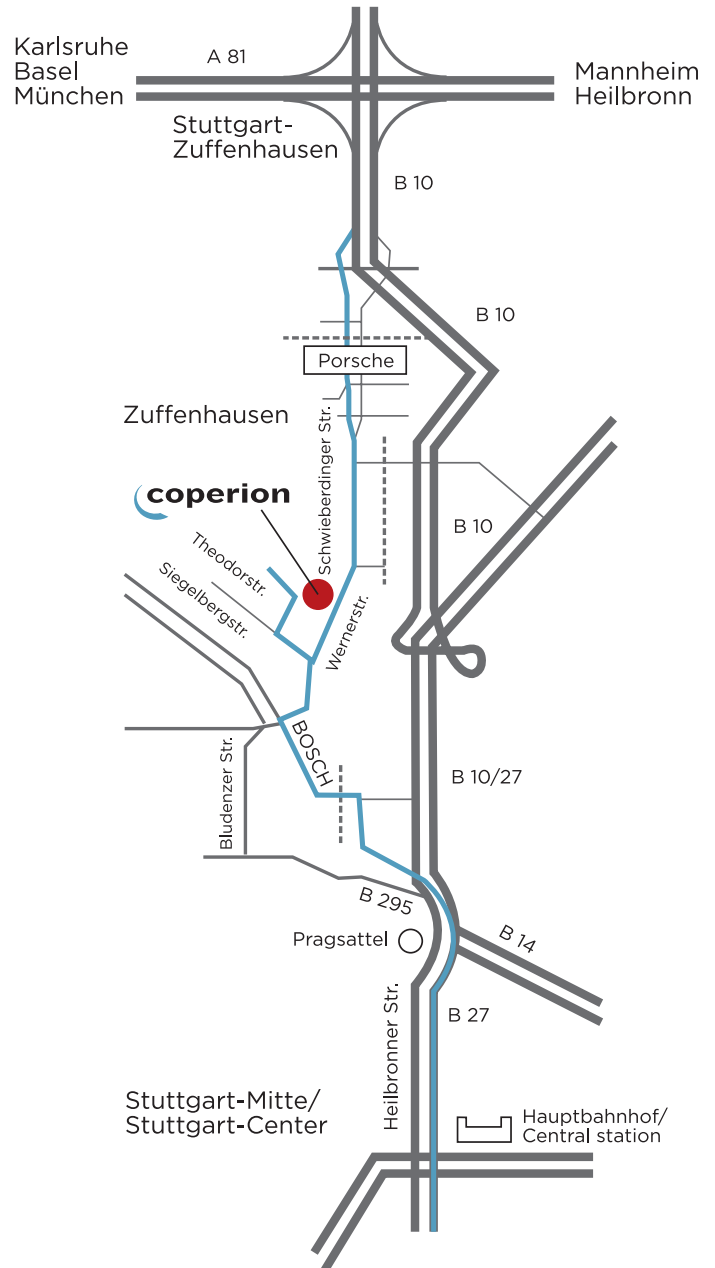 Karlsruhe
Basel
München
A 81
Mannheim
Heilbronn
Stuttgart-
Zuffenhausen
B 10
B 10
Porsche
Zuffenhausen
Schwieberdinger Str.
coperion
B 10
Theodorstr.
Siegelbergstr.
Wernerstr.
BOSCH
Bludenzer Str.
B 10/27
B 295
Pragsattel
B 14
B 27
Heilbronner Str.
Stuttgart-Mitte/
Stuttgart-Center
Hauptbahnhof/
Central station